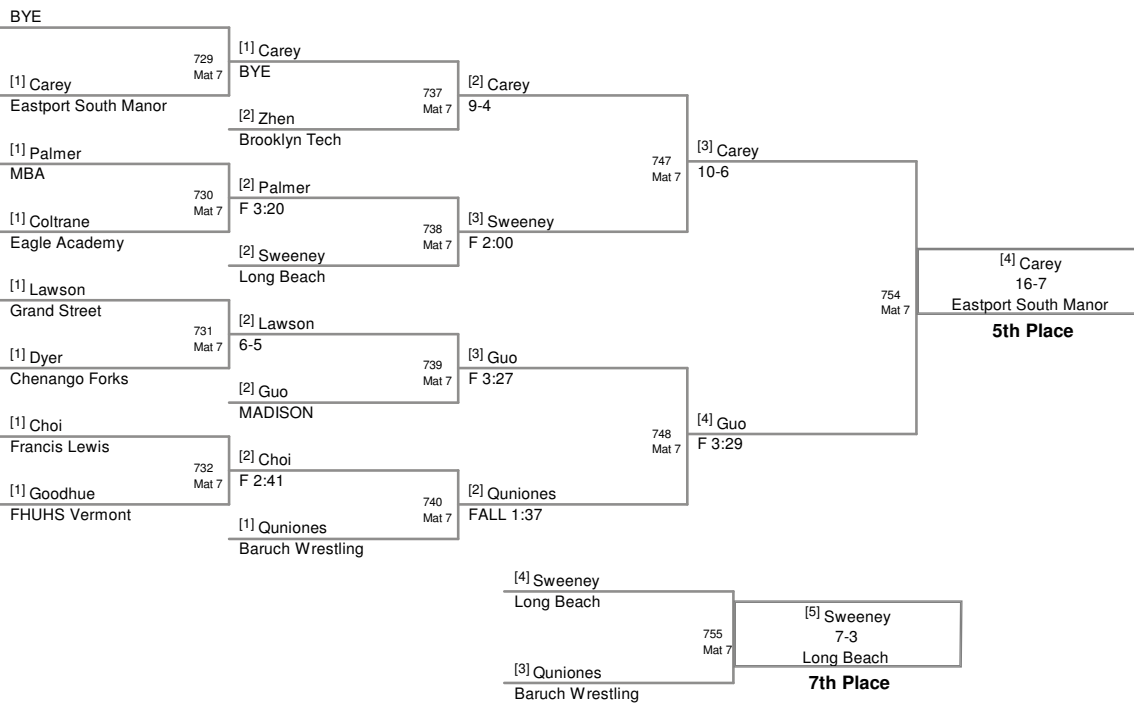 BYE
729
Mat 7
[1] Carey
Eastport South Manor
[1] Palmer
MBA
730
Mat 7
[1] Coltrane
Eagle Academy
[1] Lawson
Grand Street
731
Mat 7
[1] Dyer
Chenango Forks
[1] Choi
Francis Lewis
732
Mat 7
[1] Goodhue
FHUHS Vermont
[1] Carey
BYE
737
Mat 7
[2] Zhen
Brooklyn Tech
[2] Palmer
F 3:20
738
Mat 7
[2] Sweeney
Long Beach
[2] Lawson
6-5
739
Mat 7
[2] Guo
MADISON
[2] Choi
F 2:41
740
Mat 7
[1] Quniones
Baruch Wrestling
[2] Carey
9-4
747
Mat 7
[3] Sweeney
F 2:00
[3] Guo
F 3:27
748
Mat 7
[2] Quniones
FALL 1:37
[3] Carey
10-6
754
Mat 7
[4] Guo
F 3:29
[4] Carey
16-7
Eastport South Manor
5th Place
[4] Sweeney
Long Beach
755
Mat 7
[3] Quniones
Baruch Wrestling
[5] Sweeney
7-3
Long Beach
7th Place